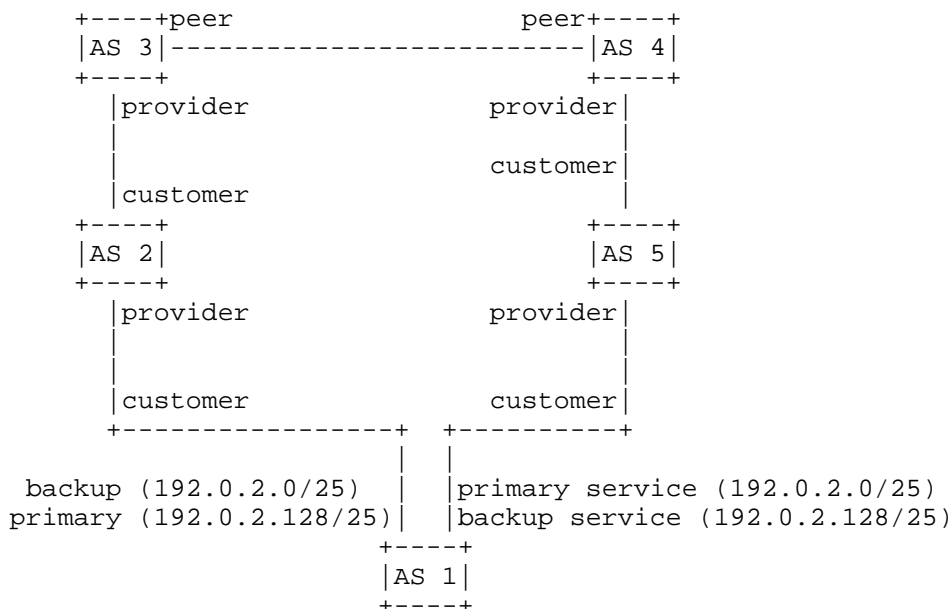 peer peer
AS 3 AS 4
provider provider
customer
customer
AS 2 AS 5
provider provider
customer customer
backup (192.0.2.0/25) primary service (192.0.2.0/25)
primary (192.0.2.128/25) backup service (192.0.2.128/25)
AS 1